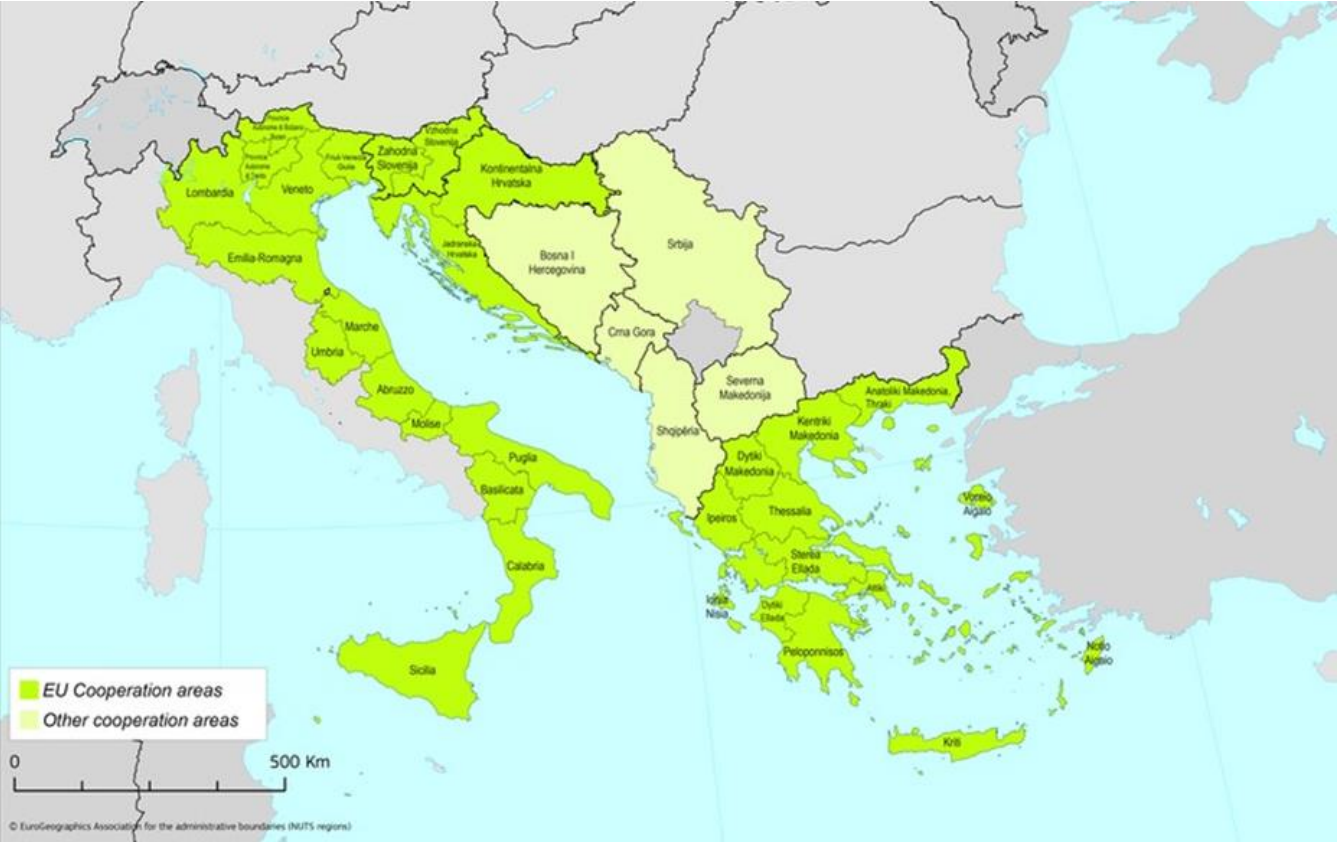 Provincia
Autonoma di Bolzano
Bozen
Provincia
Autonoma
di Trento
Friuli-Venezia
Giulia
Lombardia
Veneto
Zahodna
Slovenija
Vzhodna
Slovenija
Kontinentalna
Hrvatska
Jadranska
Hrvatska
Emilia-Romagna
Bosna I
Hercegovina
Srbija
Marche
Umbria
Crna Gora
Abruzzo
Molise
Severna
Makedonija
Shqipëria
Anatoliki Makedonia,
Thraki
Kentriki
Makedonia
Dytiki
Makedonia
Puglia
Basilicata
Ipeiros
Thessalia
Voreio
Aigaio
Calabria
Sterea
Ellada
Attiki
Ionia
Nisia
Dytiki
Ellada
Peloponnisos
Notio
Aigaio
Sicilia
Kriti
EU Cooperation areas
Other cooperation areas
0 500 Km
© EuroGeographics Association for the administrative boundaries (NUTS regions)